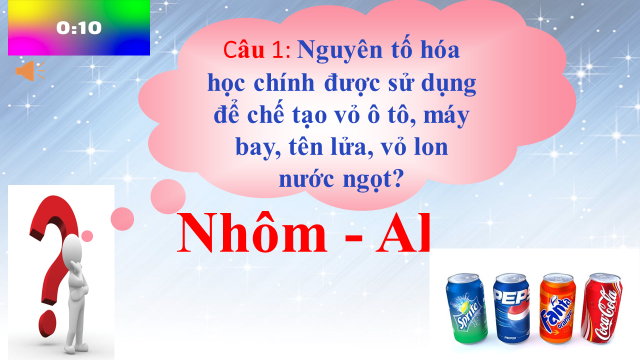 0:10
Câu 1: Nguyên tố hóa
học chính được sử dụng
để chế tạo vỏ ô tô, máy
bay, tên lửa, vỏ lon
nước ngọt?
Nhôm - Al
Sprite
PEPSI
Fanta
Coca-Cola